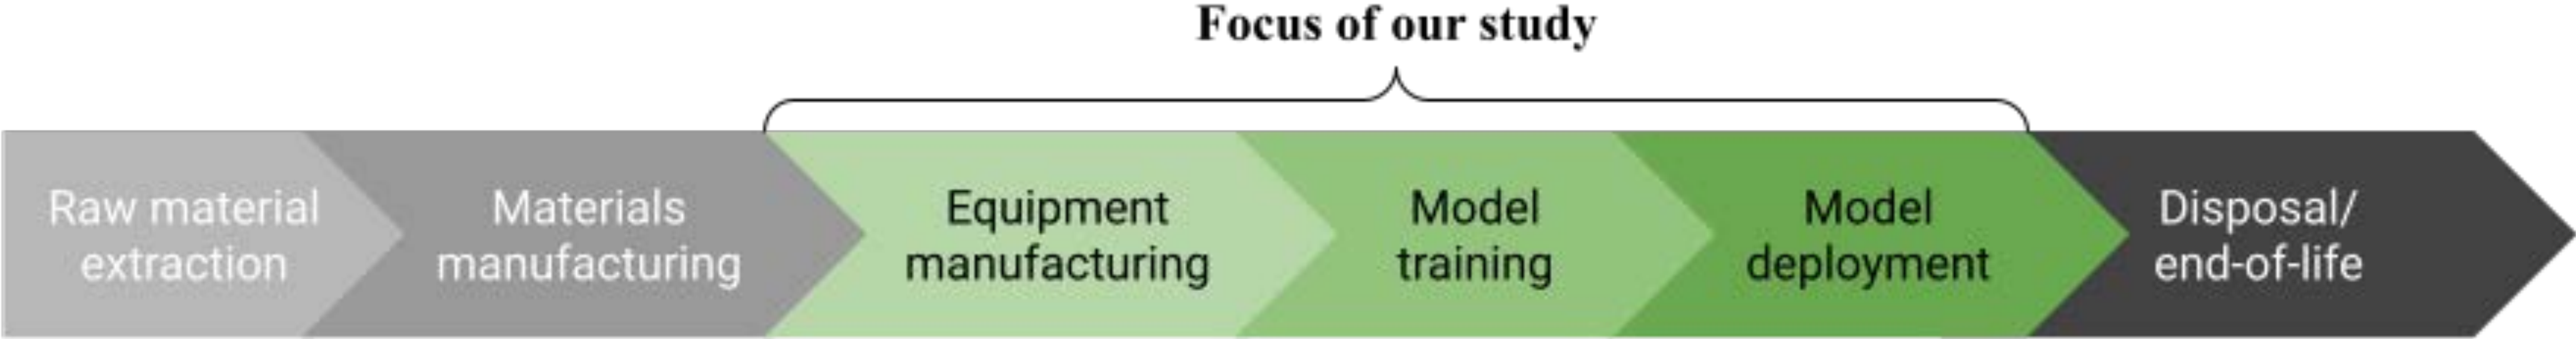 Focus of our study
Raw material
extraction
Materials
manufacturing
Equipment
manufacturing
Model
training
Model
deployment
Disposal/
end-of-life